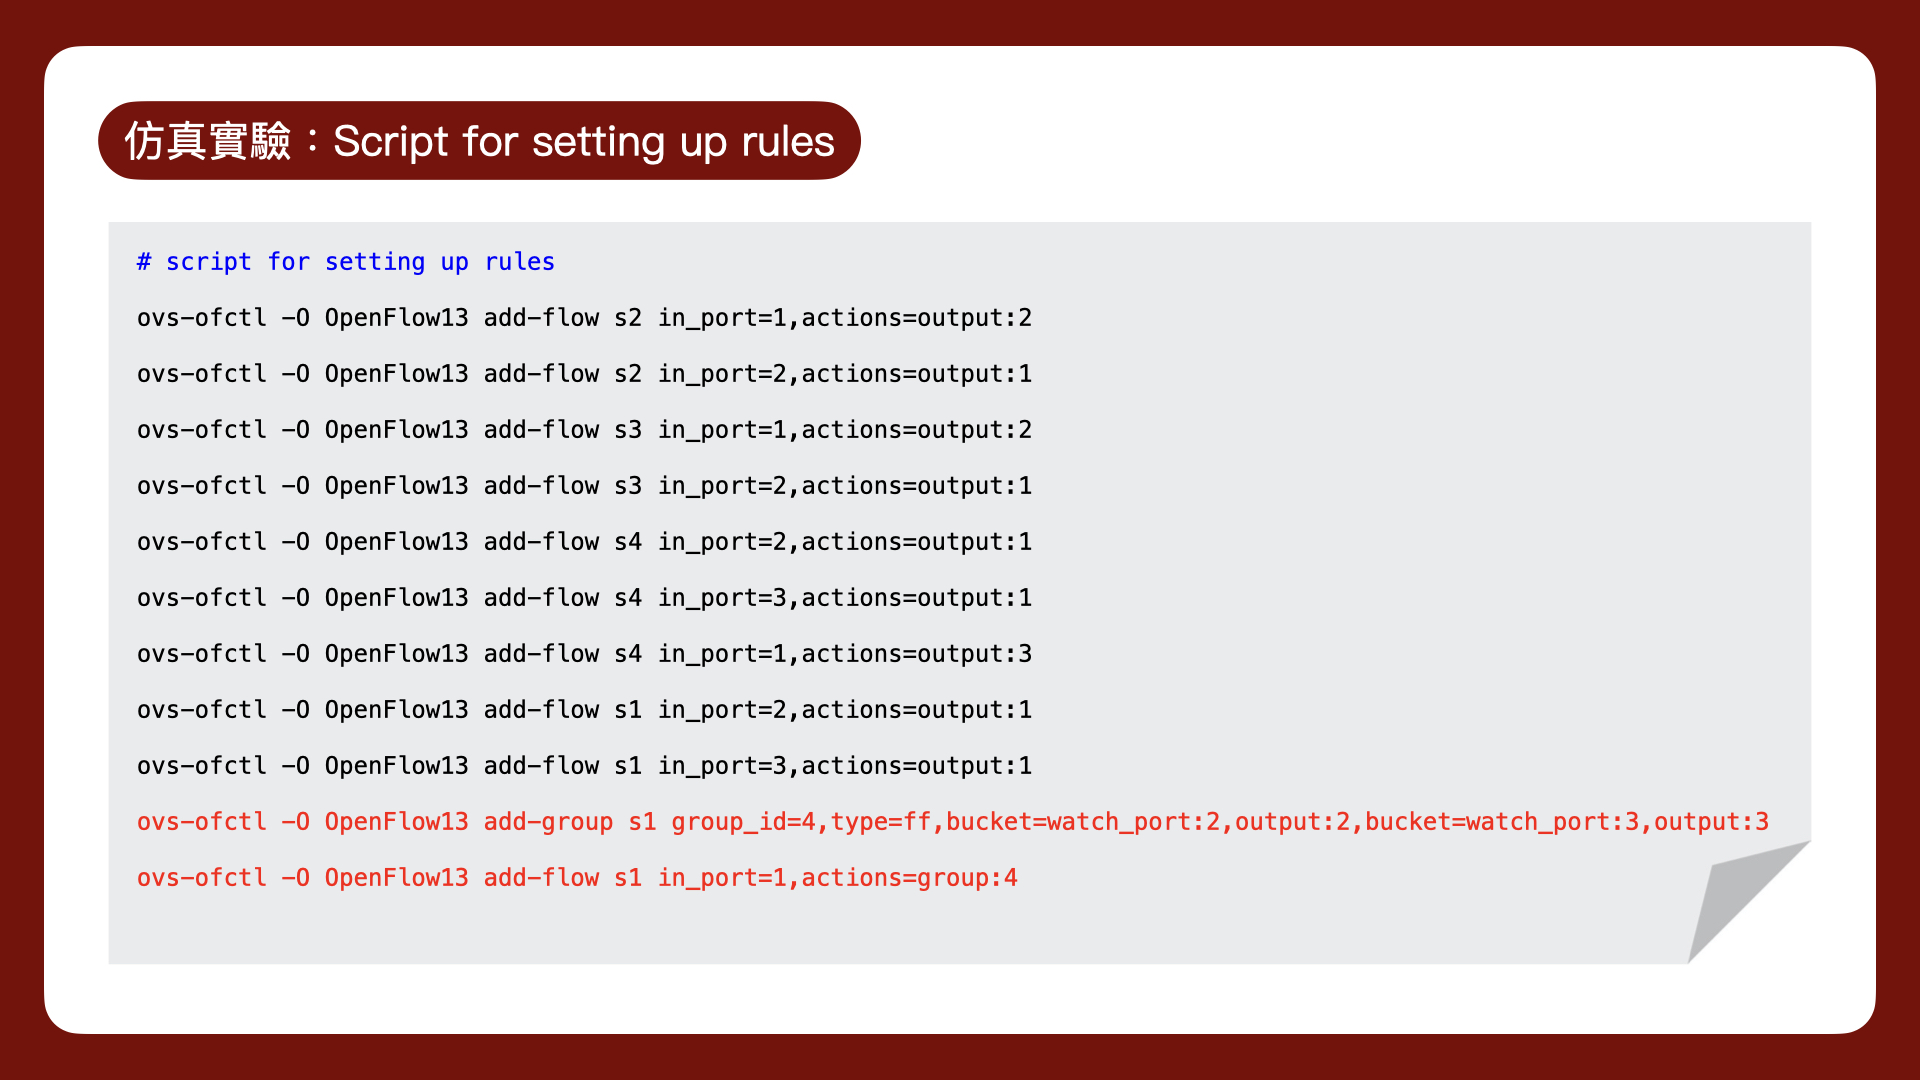 仿真實驗：Script for setting up rules
# script for setting up rules
ovs-ofctl -O OpenFlow13 add-flow s2 in_port=1,actions=output:2
ovs-ofctl -O OpenFlow13 add-flow s2 in_port=2,actions=output:1
ovs-ofctl -O OpenFlow13 add-flow s3 in_port=1,actions=output:2
ovs-ofctl -O OpenFlow13 add-flow s3 in_port=2,actions=output:1
ovs-ofctl -O OpenFlow13 add-flow s4 in_port=2,actions=output:1
ovs-ofctl -O OpenFlow13 add-flow s4 in_port=3,actions=output:1
ovs-ofctl -O OpenFlow13 add-flow s4 in_port=1,actions=output:3
ovs-ofctl -O OpenFlow13 add-flow s1 in_port=2,actions=output:1
ovs-ofctl -O OpenFlow13 add-flow s1 in_port=3,actions=output:1
ovs-ofctl -O OpenFlow13 add-group s1 group_id=4,type=ff,bucket=watch_port:2,output:2,bucket=watch_port:3,output:3
ovs-ofctl -O OpenFlow13 add-flow s1 in_port=1,actions=group:4